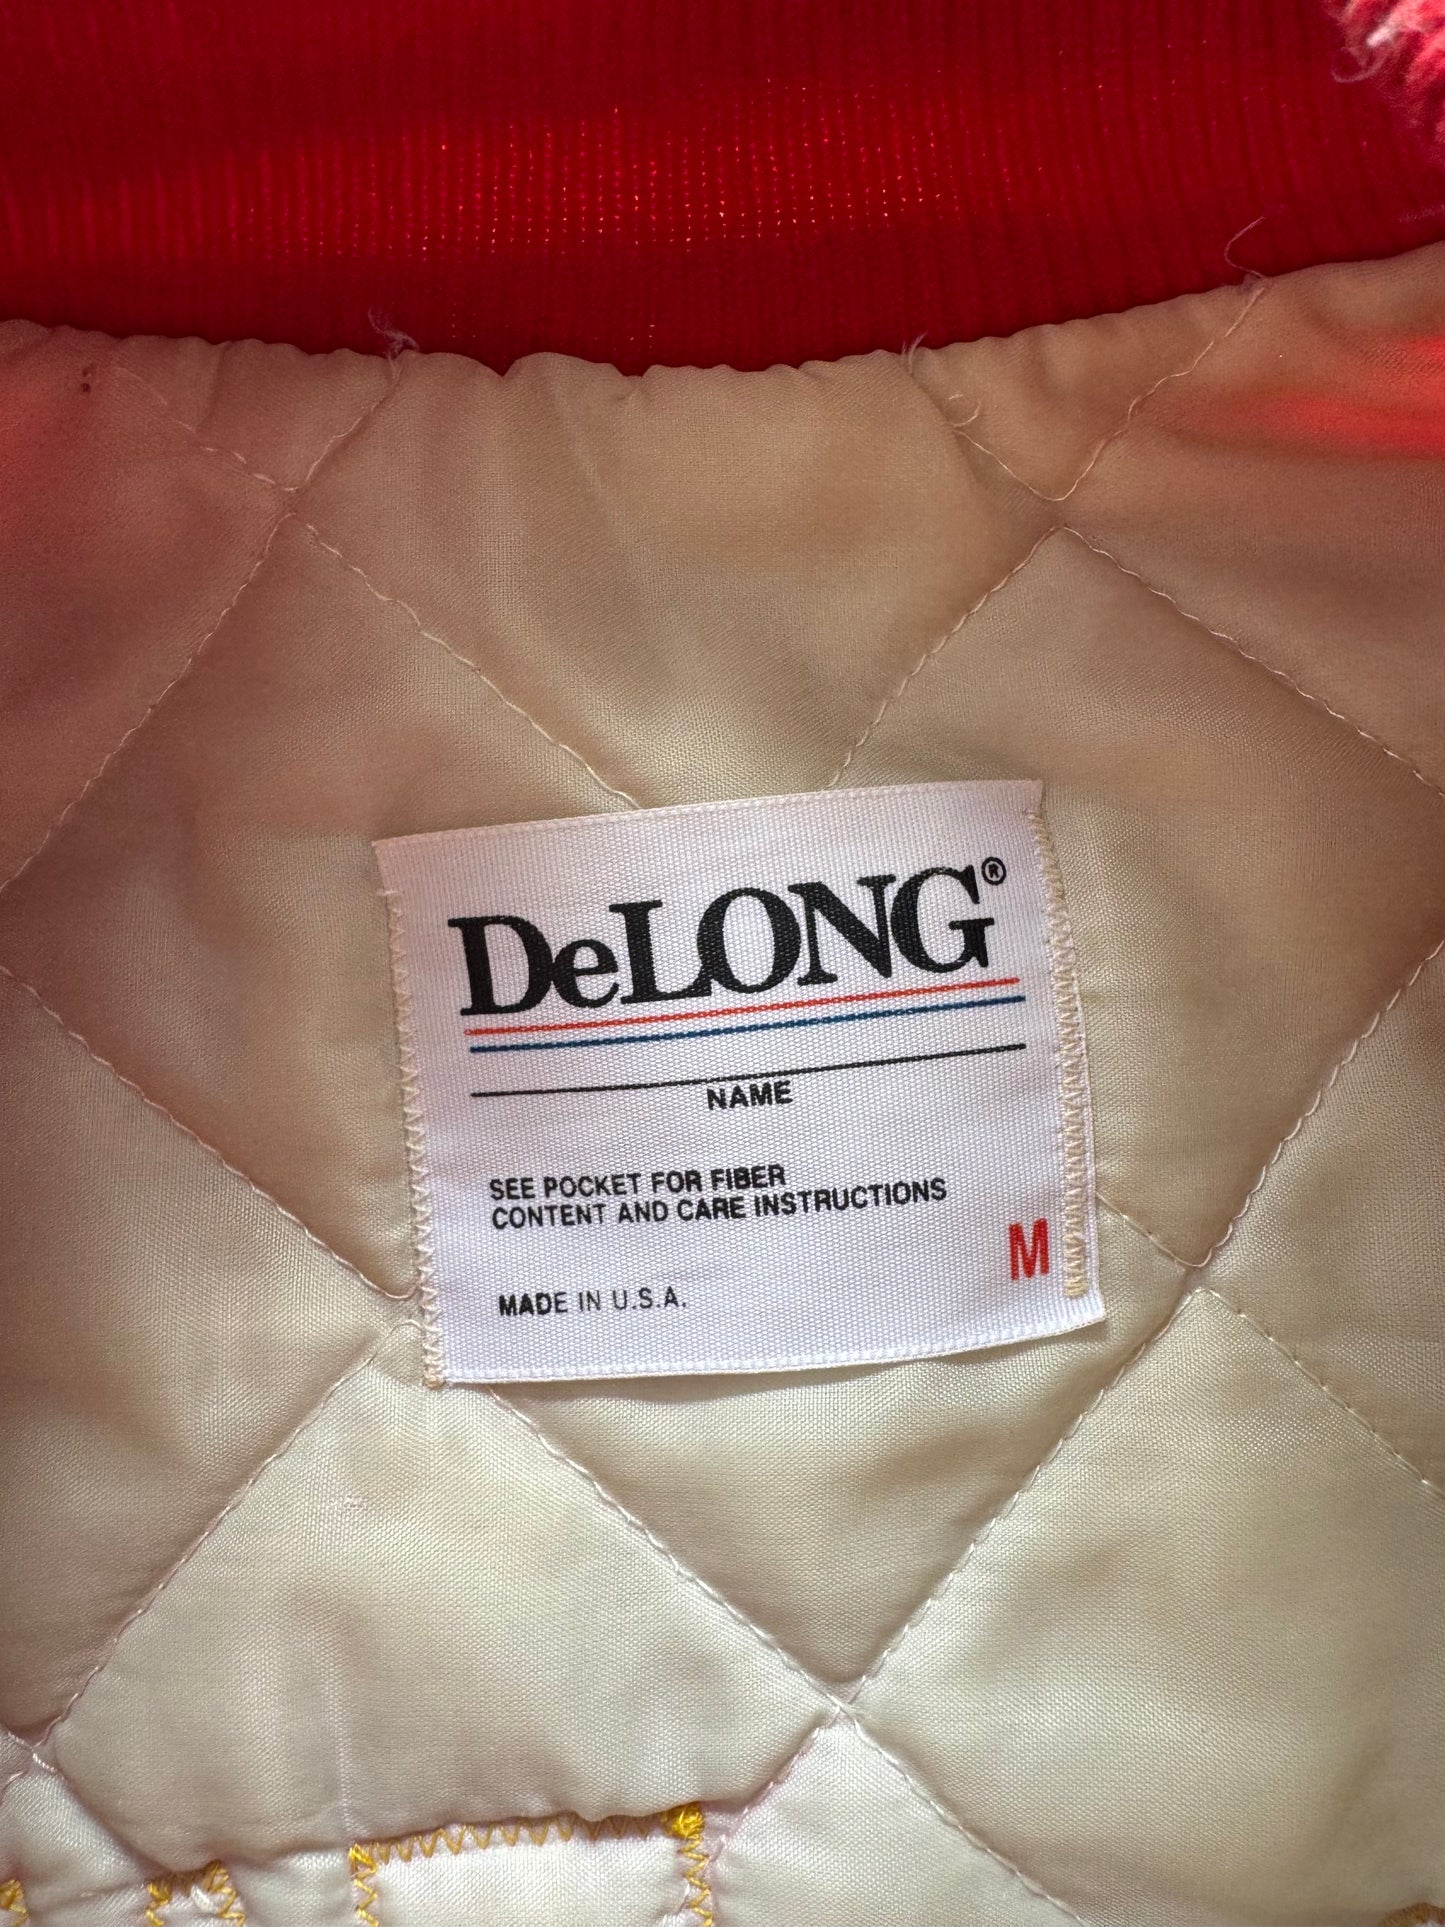 DeLONG®
NAME
SEE POCKET FOR FIBER
CONTENT AND CARE INSTRUCTIONS
M
MADE IN U.S.A.